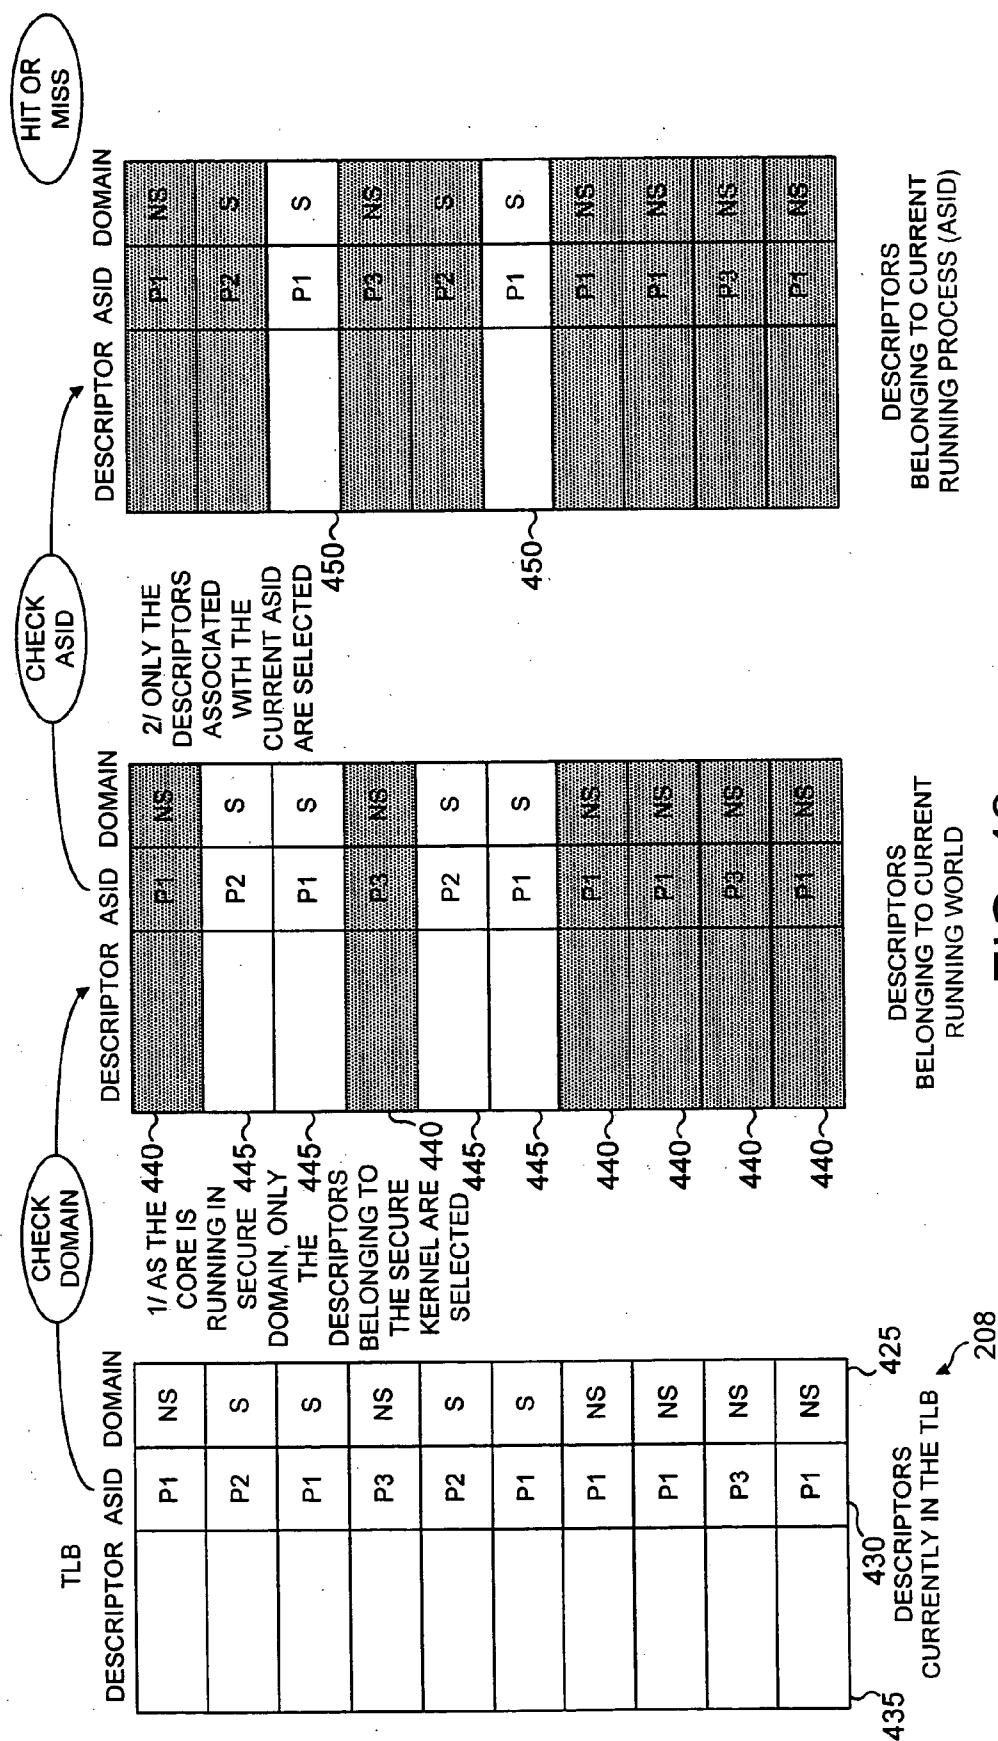 TLB
DESCRIPTOR ASID DOMAIN
P1 NS
P2 S
P1 S
P3 NS
P2 S
P1 S
P1 NS
P1 NS
P3 NS
P1 NS
435
430
425
DESCRIPTORS
CURRENTLY IN THE TLB
208
CHECK
DOMAIN
1/ AS THE
CORE IS
RUNNING IN
SECURE
DOMAIN, ONLY
THE
DESCRIPTORS
BELONGING TO
THE SECURE
KERNEL ARE
SELECTED
440
445
445
440
445
445
440
440
440
440
DESCRIPTOR ASID DOMAIN
P1 NS
P2 S
P1 S
P3 NS
P2 S
P1 S
P1 NS
P1 NS
P3 NS
P1 NS
DESCRIPTORS
BELONGING TO CURRENT
RUNNING WORLD
CHECK
ASID
2/ ONLY THE
DESCRIPTORS
ASSOCIATED
WITH THE
CURRENT ASID
ARE SELECTED
450
450
DESCRIPTOR ASID DOMAIN
P1 NS
P2 S
P1 S
P3 NS
P2 S
P1 S
P1 NS
P1 NS
P3 NS
P1 NS
DESCRIPTORS
BELONGING TO CURRENT
RUNNING PROCESS (ASID)
HIT OR
MISS